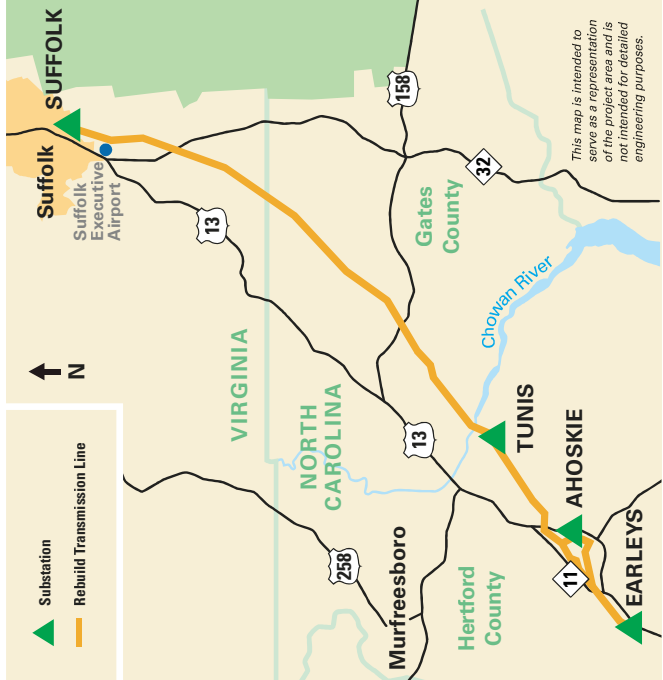 Substation
Rebuild Transmission Line
N
SUFFOLK
Suffolk
Suffolk
Executive
Airport
13
158
VIRGINIA
NORTH
CAROLINA
Gates
County
32
This map is intended to
serve as a representation
of the project area and is
not intended for detailed
engineering purposes.
Chowan River
13
258
Murfreesboro
TUNIS
Hertford
County
AHOSKIE
11
EARLEYS